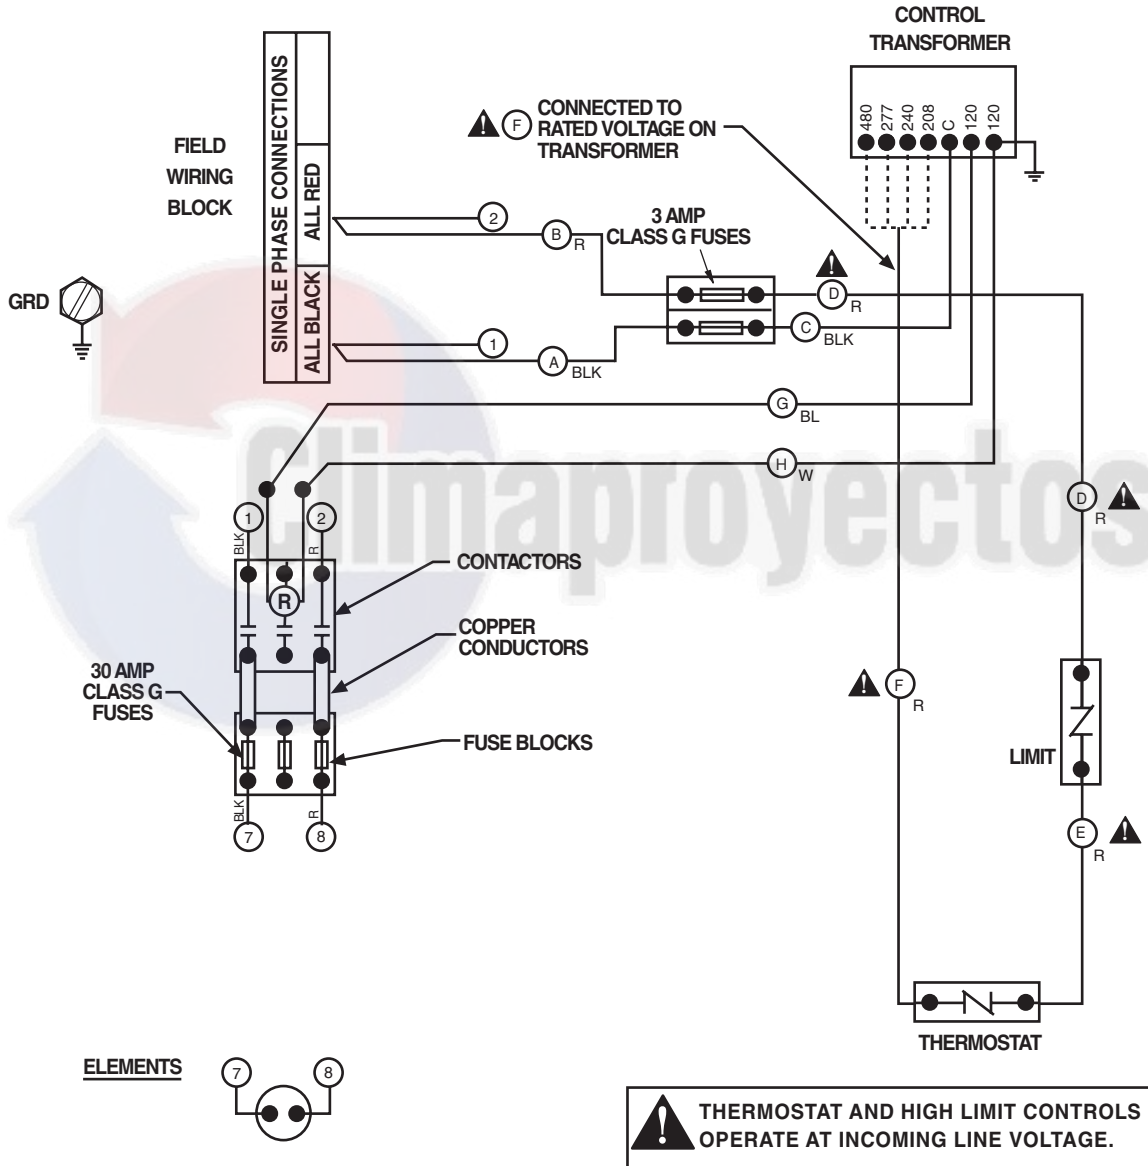 CONTROL
TRANSFORMER
480
277
240
208
C
120
120
FIELD
WIRING
BLOCK
SINGLE PHASE CONNECTIONS
ALL RED
ALL BLACK
! F CONNECTED TO
RATED VOLTAGE ON
TRANSFORMER
3 AMP
CLASS G FUSES
2
B R
!
D R
C BLK
1
A BLK
GRD
G BL
H W
Climaproyectos
D R !
1 2
BLK R
R
CONTACTORS
COPPER
CONDUCTORS
30 AMP
CLASS G
FUSES
FUSE BLOCKS
BLK R
7 8
! F R
LIMIT
E R !
THERMOSTAT
ELEMENTS
7 8
! THERMOSTAT AND HIGH LIMIT CONTROLS
OPERATE AT INCOMING LINE VOLTAGE.